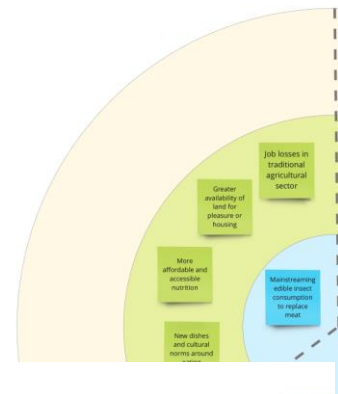 Job losses in
traditional
agricultural
sector
Greater
availability of
land for
pleasure or
housing
More
affordable and
accessible
nutrition
Mainstreaming
edible insect
consumption
to replace
meat
New dishes
and cultural
norms around